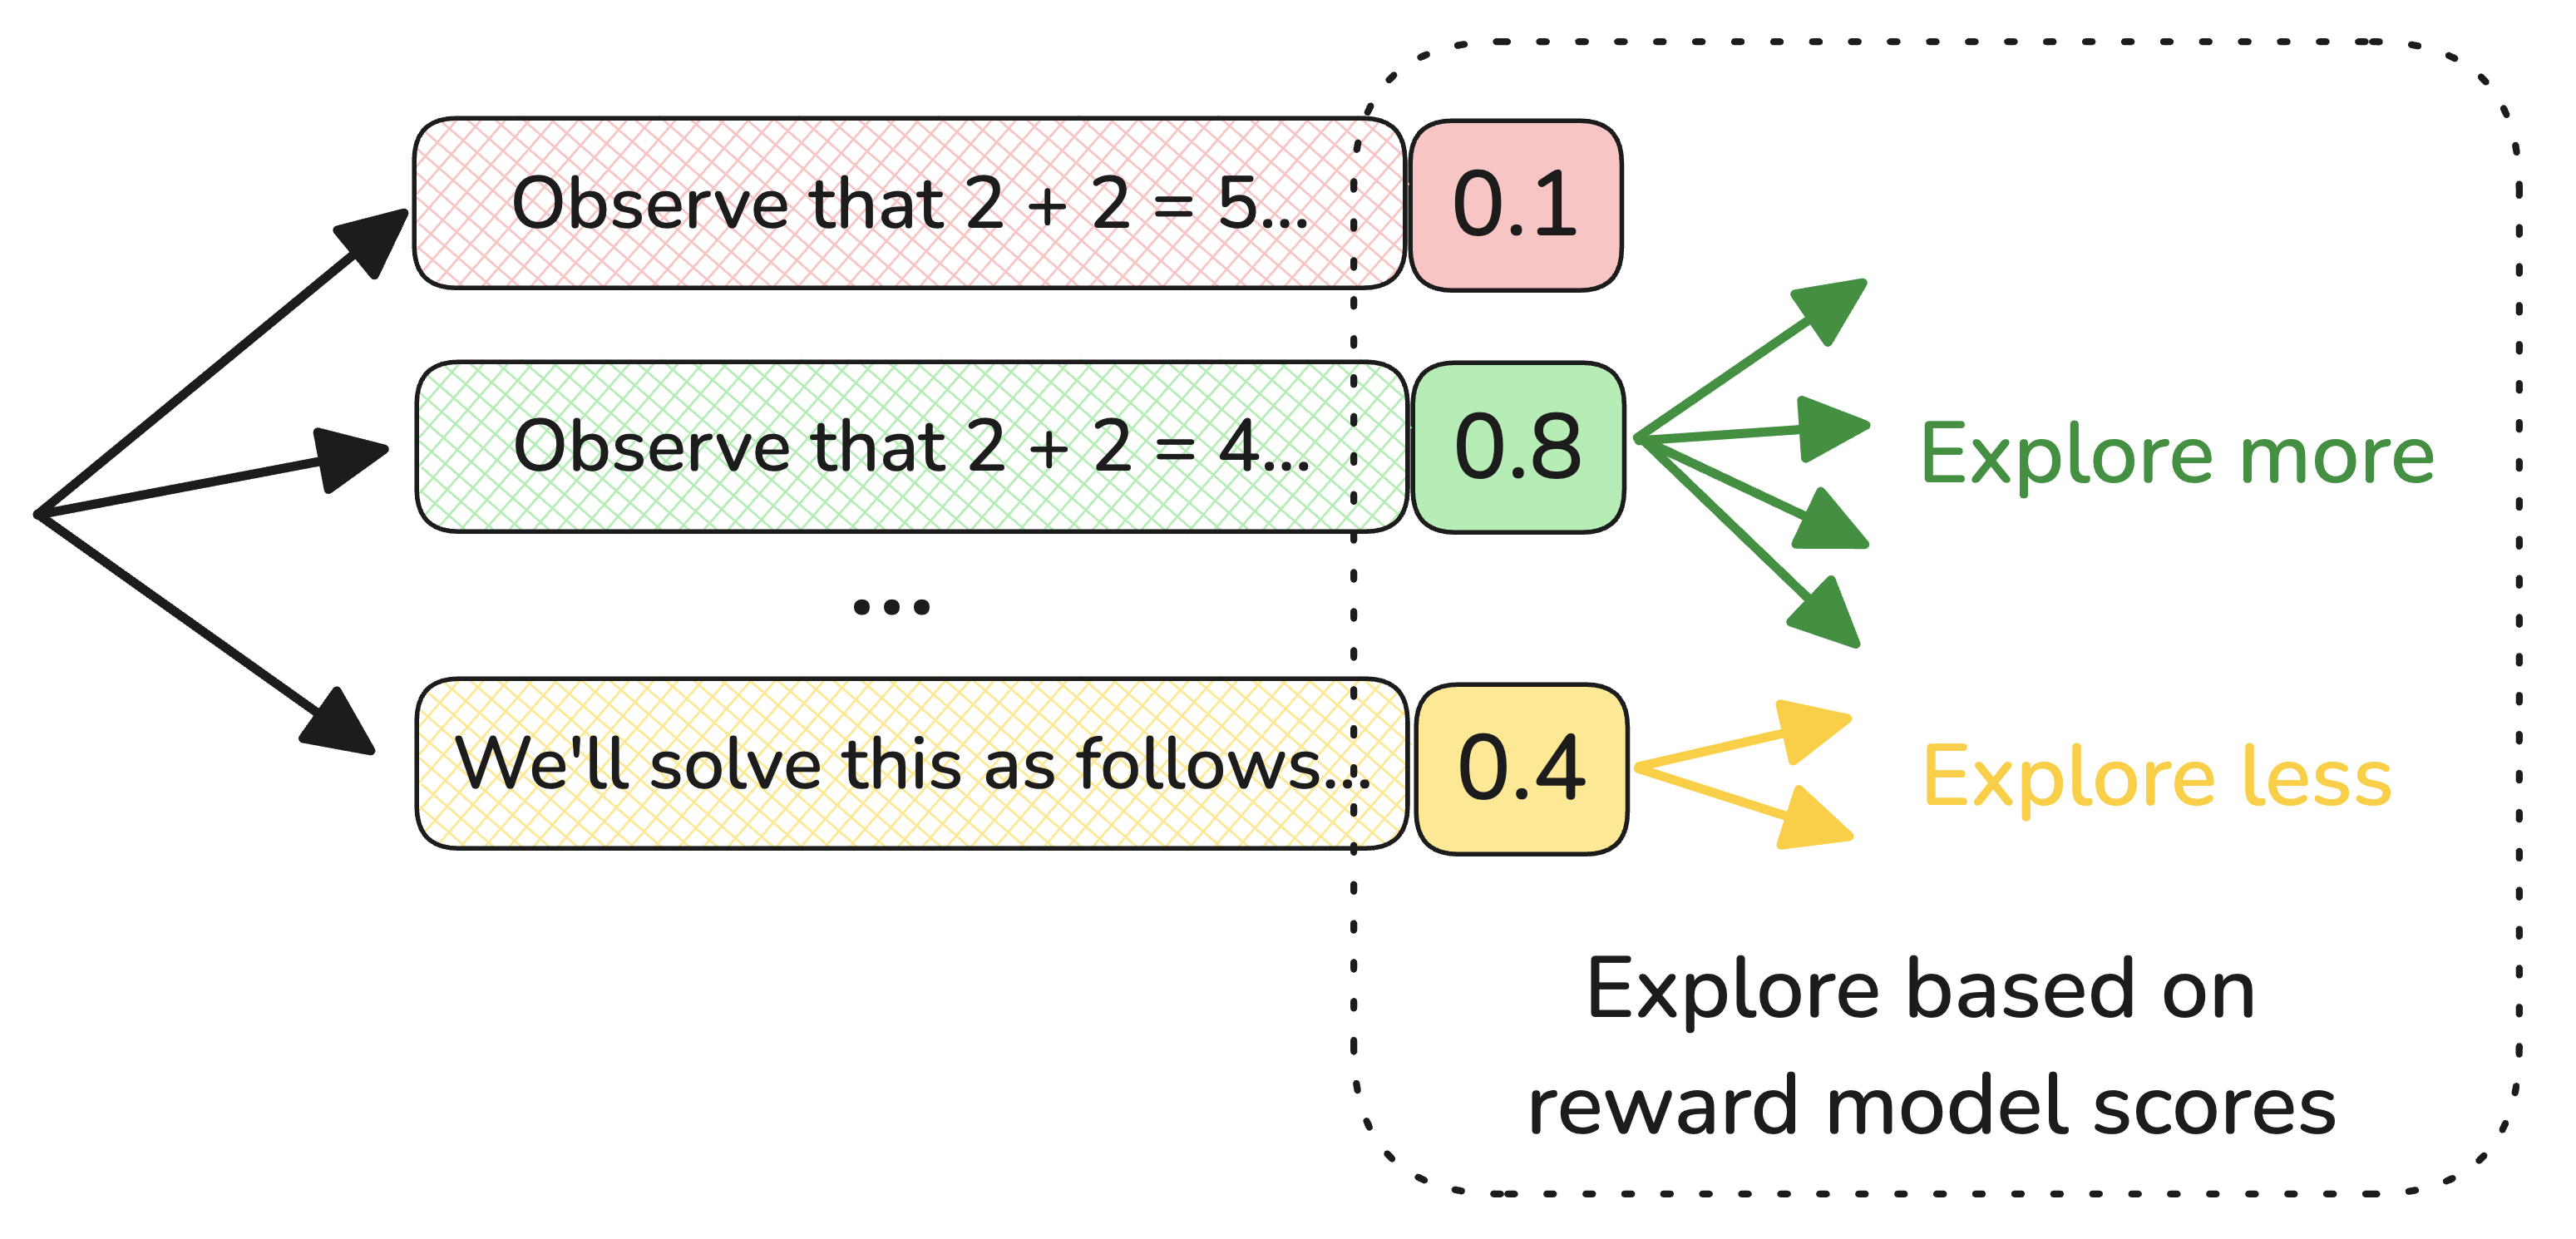 Observe that 2 + 2 = 5...
0.1
Observe that 2 + 2 = 4...
0.8
Explore more
...
We'll solve this as follows...
0.4
Explore less
Explore based on
reward model scores